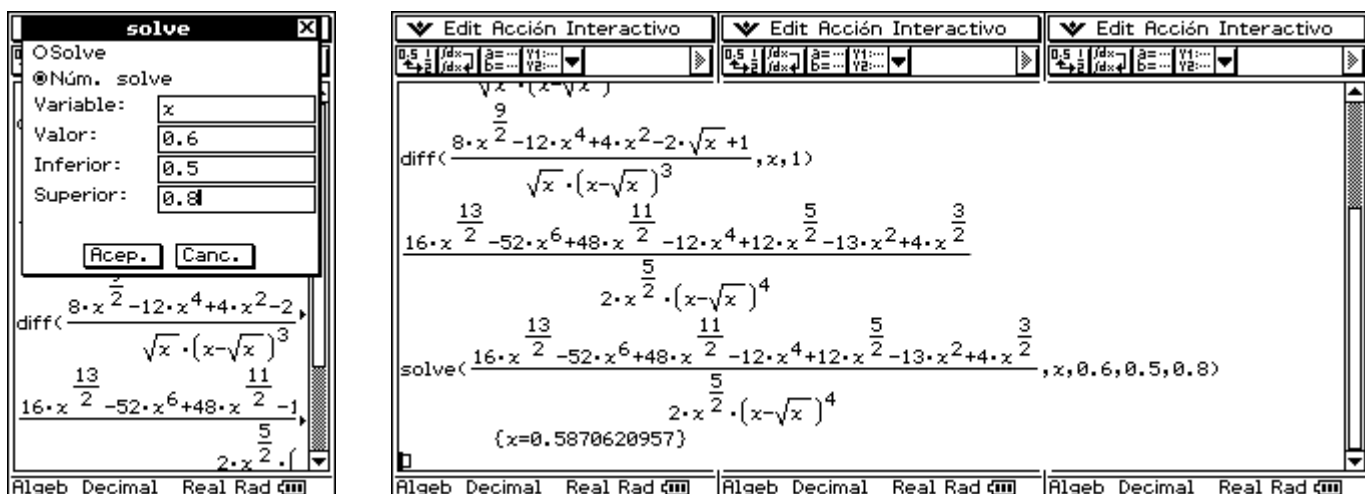 solve
Solve
Núm. solve
Variable: x
Valor: 0.6
Inferior: 0.5
Superior: 0.8
Acep. Canc.
diff(8·x^(9/2)-12·x^4+4·x^2-2
√x·(x-√x)^3
16·x^(13/2)-52·x^6+48·x^(11/2)-1
2·x^(5/2)·(
Algeb Decimal Real Rad
Edit Acción Interactivo Edit Acción Interactivo Edit Acción Interactivo
diff((8·x^(9/2)-12·x^4+4·x^2-2·√x+1)/(√x·(x-√x)^3),x,1)
(16·x^(13/2)-52·x^6+48·x^(11/2)-12·x^4+12·x^(5/2)-13·x^2+4·x^(3/2))/(2·x^(5/2)·(x-√x)^4)
solve((16·x^(13/2)-52·x^6+48·x^(11/2)-12·x^4+12·x^(5/2)-13·x^2+4·x^(3/2))/(2·x^(5/2)·(x-√x)^4),x,0.6,0.5,0.8)
{x=0.5870620957}
Algeb Decimal Real Rad Algeb Decimal Real Rad Algeb Decimal Real Rad